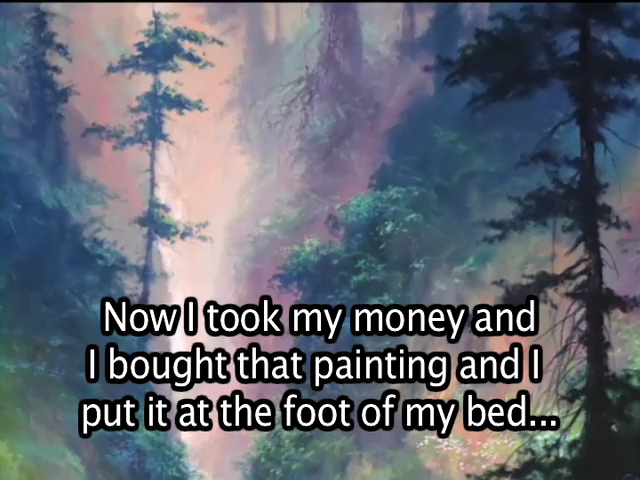 Now I took my money and
I bought that painting and I
put it at the foot of my bed...